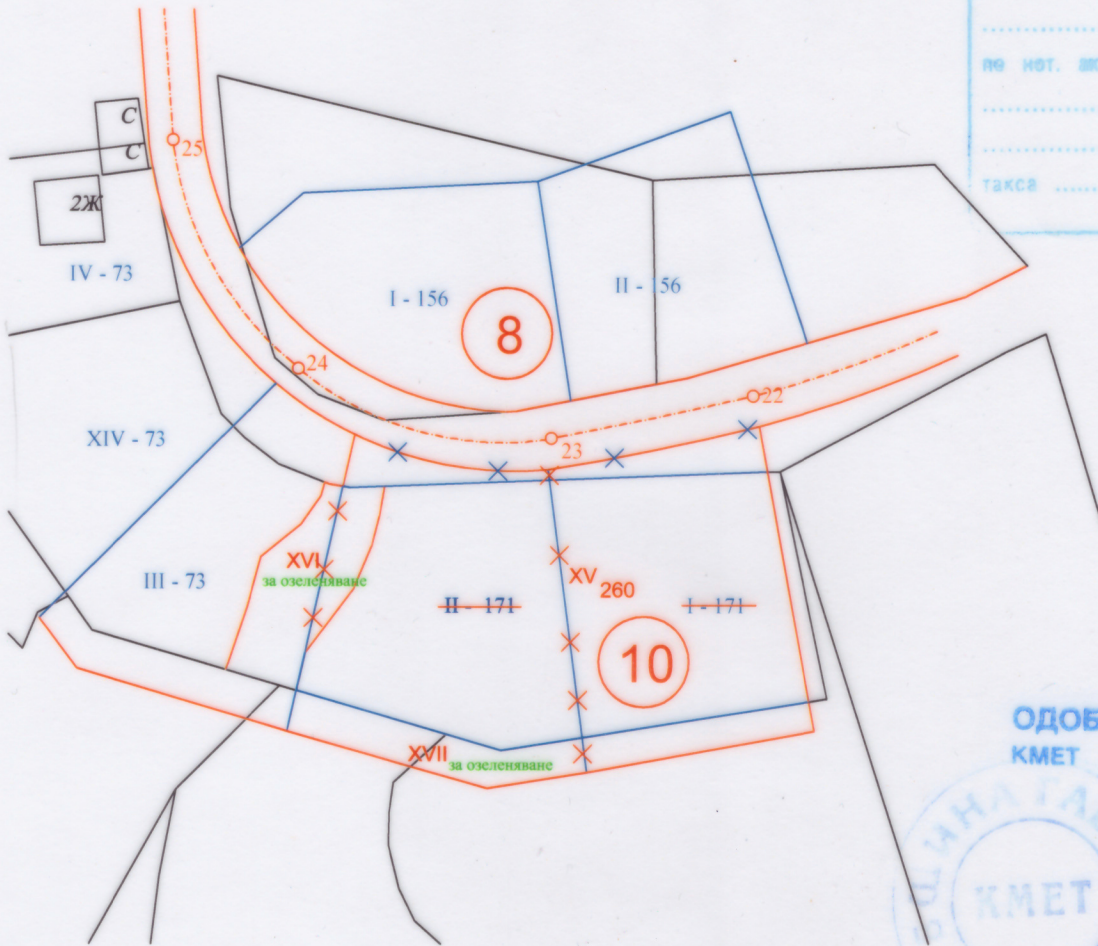 по нот.
такса ......
С
С
25
2Ж
IV - 73
I - 156
II - 156
8
24
22
23
XIV - 73
XVI
за озеленяване
III - 73
II - 171
XV 260
I - 171
10
XVII
за озеленяване
ОДОБ
КМЕТ
КМЕТ